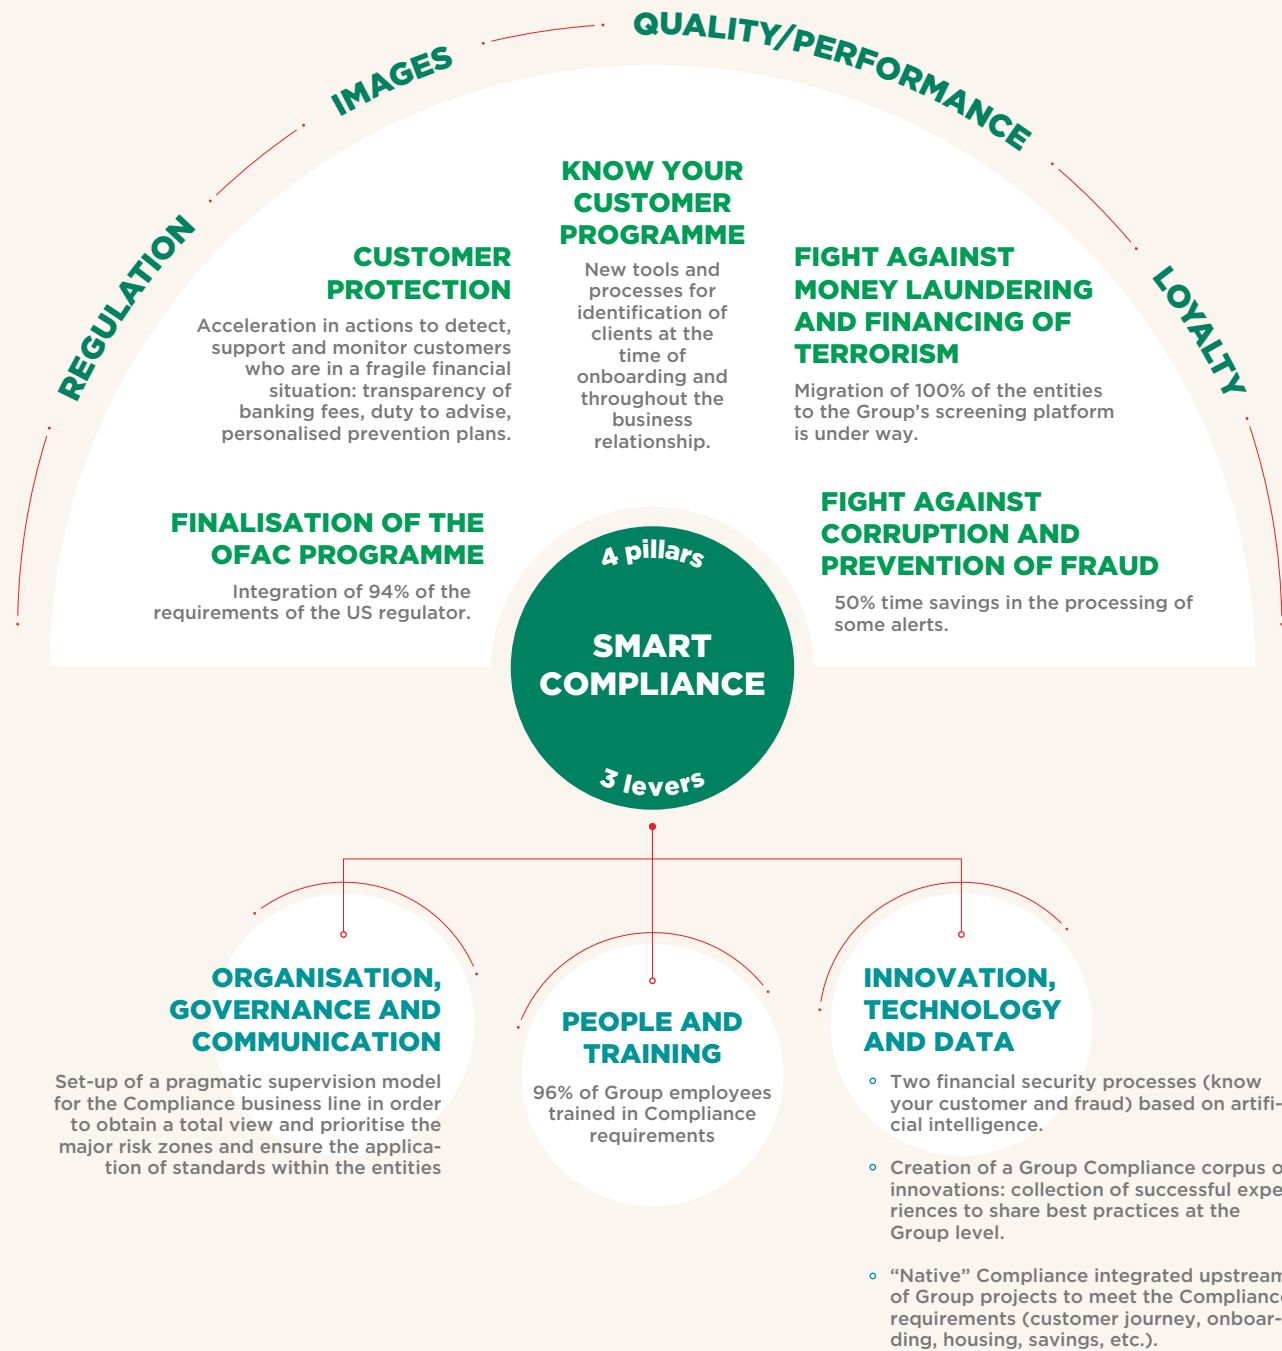 REGULATION
IMAGES
QUALITY/PERFORMANCE
LOYALTY
FINALISATION OF THE
OFAC PROGRAMME
Integration of 94% of the
requirements of the US regulator.
CUSTOMER
PROTECTION
Acceleration in actions to detect,
support and monitor customers
who are in a fragile financial
situation: transparency of
banking fees, duty to advise,
personalised prevention plans.
KNOW YOUR
CUSTOMER
PROGRAMME
New tools and
processes for
identification of
clients at the
time of
onboarding and
throughout the
business
relationship.
FIGHT AGAINST
MONEY LAUNDERING
AND FINANCING OF
TERRORISM
Migration of 100% of the entities
to the Group’s screening platform
is under way.
FIGHT AGAINST
CORRUPTION AND
PREVENTION OF FRAUD
50% time savings in the processing of
some alerts.
4 pillars
SMART
COMPLIANCE
3 levers
ORGANISATION,
GOVERNANCE AND
COMMUNICATION
Set-up of a pragmatic supervision model
for the Compliance business line in order
to obtain a total view and prioritise the
major risk zones and ensure the applica-
tion of standards within the entities
PEOPLE AND
TRAINING
96% of Group employees
trained in Compliance
requirements
INNOVATION,
TECHNOLOGY
AND DATA
Two financial security processes (know
your customer and fraud) based on artifi-
cial intelligence.
Creation of a Group Compliance corpus o
innovations: collection of successful expe
riences to share best practices at the
Group level.
“Native” Compliance integrated upstream
of Group projects to meet the Compliance
requirements (customer journey, onboar-
ding, housing, savings, etc.).